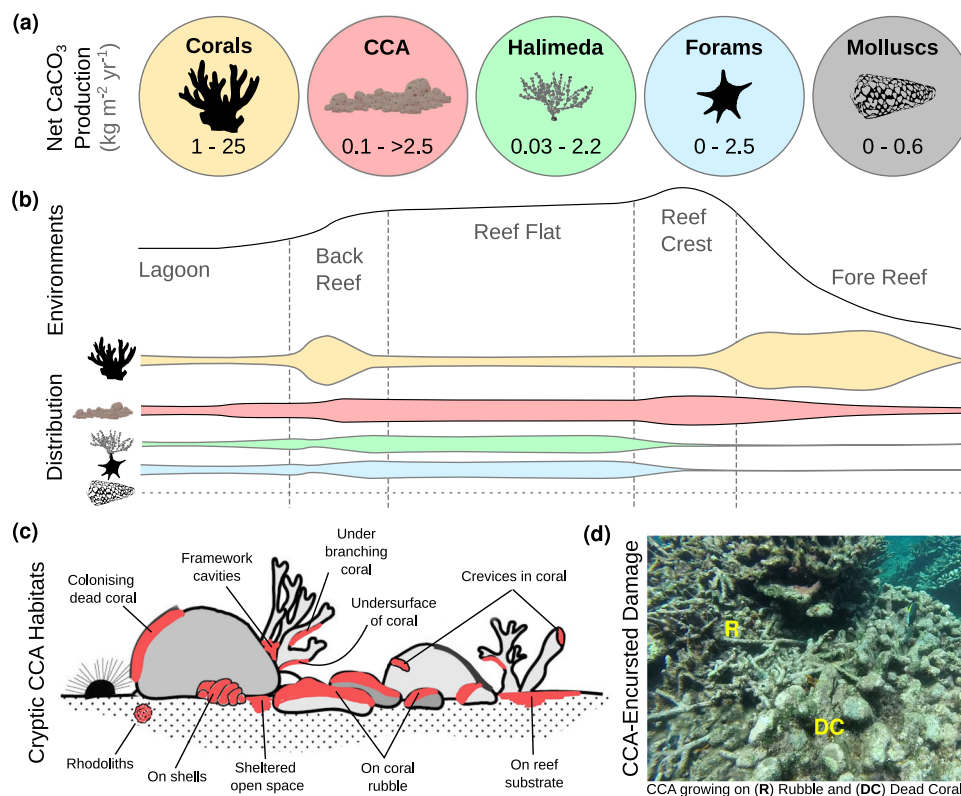 (a)
Net CaCO₃
Production
(kg m⁻² yr⁻¹)
Corals
1 - 25
CCA
0.1 - >2.5
Halimeda
0.03 - 2.2
Forams
0 - 2.5
Molluscs
0 - 0.6
(b)
Environments
Lagoon
Back
Reef
Reef Flat
Reef
Crest
Fore Reef
Distribution
(c)
Cryptic CCA Habitats
Colonising
dead coral
Framework
cavities
Under
branching
coral
Undersurface
of coral
Crevices in coral
Rhodoliths
On shells
Sheltered
open space
On coral
rubble
On reef
substrate
(d)
CCA-Encursted Damage
R
DC
CCA growing on (R) Rubble and (DC) Dead Coral